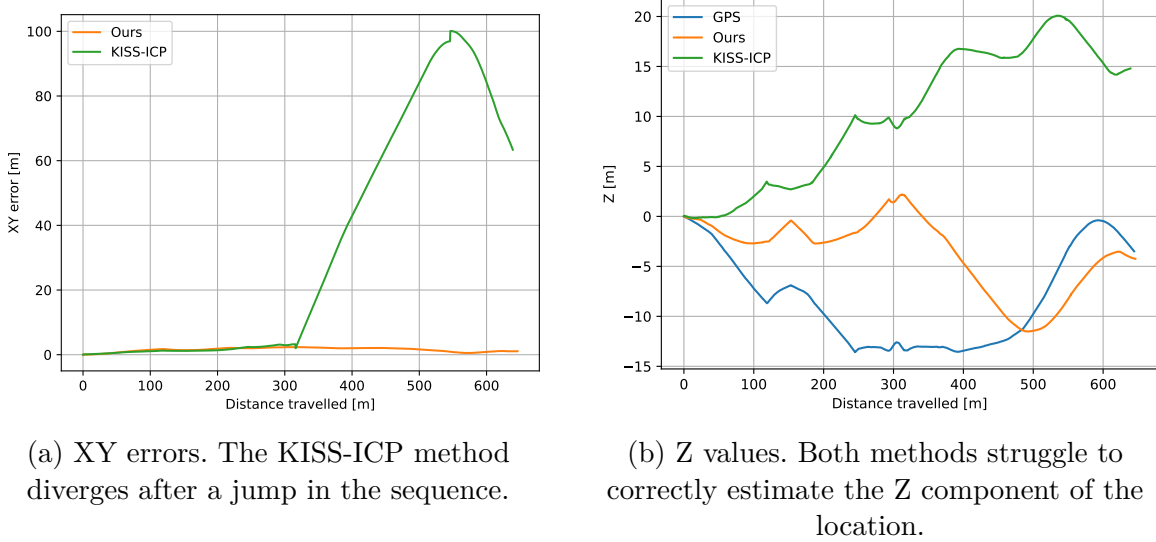 Ours
KISS-ICP
100
80
60
40
20
0
XY error [m]
0 100 200 300 400 500 600
Distance travelled [m]
(a) XY errors. The KISS-ICP method
diverges after a jump in the sequence.
GPS
Ours
KISS-ICP
20
15
10
5
0
−5
−10
−15
Z [m]
0 100 200 300 400 500 600
Distance travelled [m]
(b) Z values. Both methods struggle to
correctly estimate the Z component of the
location.